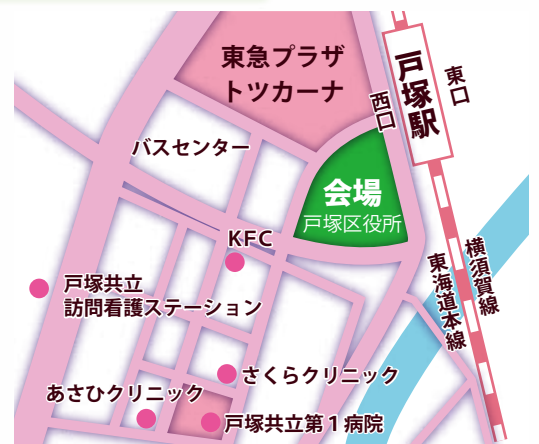 東急プラザ
トツカーナ
戸塚駅
東口
西口
バスセンター
会場
戸塚区役所
KFC
戸塚共立
訪問看護ステーション
東海道本線
横須賀線
さくらクリニック
あさひクリニック
戸塚共立第1病院